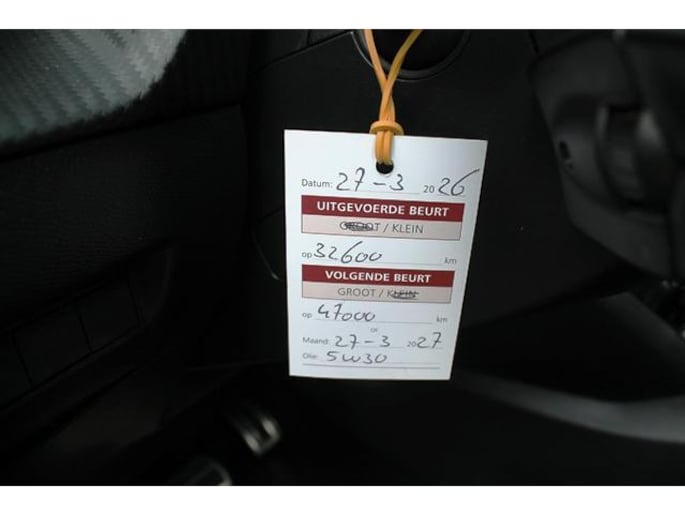 Datum: 27-3 2026
UITGEVOERDE BEURT
GROOT / KLEIN
op 32600 km
VOLGENDE BEURT
GROOT / KLEIN
op 47000 km
or
Maand: 27-3 2027
Olie: 5W30